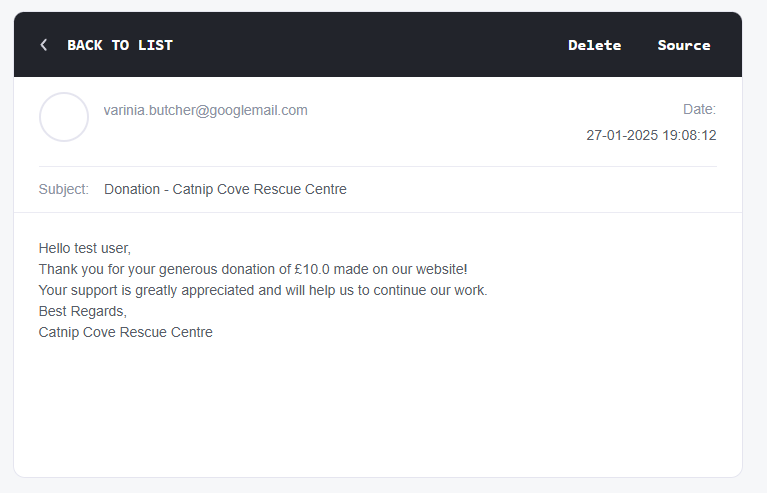 BACK TO LIST Delete Source
varinia.butcher@googlemail.com
Date:
27-01-2025 19:08:12
Subject: Donation - Catnip Cove Rescue Centre
Hello test user,
Thank you for your generous donation of £10.0 made on our website!
Your support is greatly appreciated and will help us to continue our work.
Best Regards,
Catnip Cove Rescue Centre